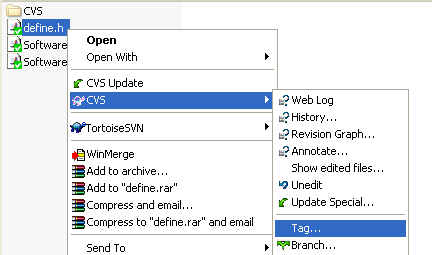 CVS
define.h
Software
Software
Open
Open With
CVS Update
CVS
TortoiseSVN
WinMerge
Add to archive...
Add to "define.rar"
Compress and email...
Compress to "define.rar" and email
Send To
Web Log
History...
Revision Graph...
Annotate...
Show edited files...
Unedit
Update Special...
Tag...
Branch...